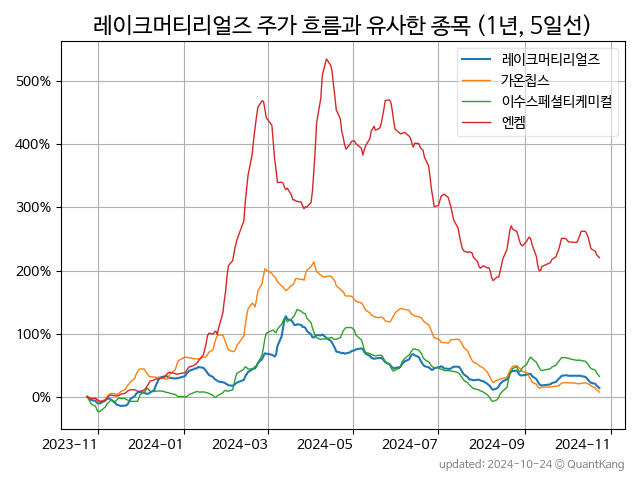 레이크머티리얼즈 주가 흐름과 유사한 종목 (1년, 5일선)
레이크머티리얼즈
가온칩스
이수스페셜티케미컬
엔켐
500%
400%
300%
200%
100%
0%
2023-11 2024-01 2024-03 2024-05 2024-07 2024-09 2024-11
updated: 2024-10-24 © QuantKang